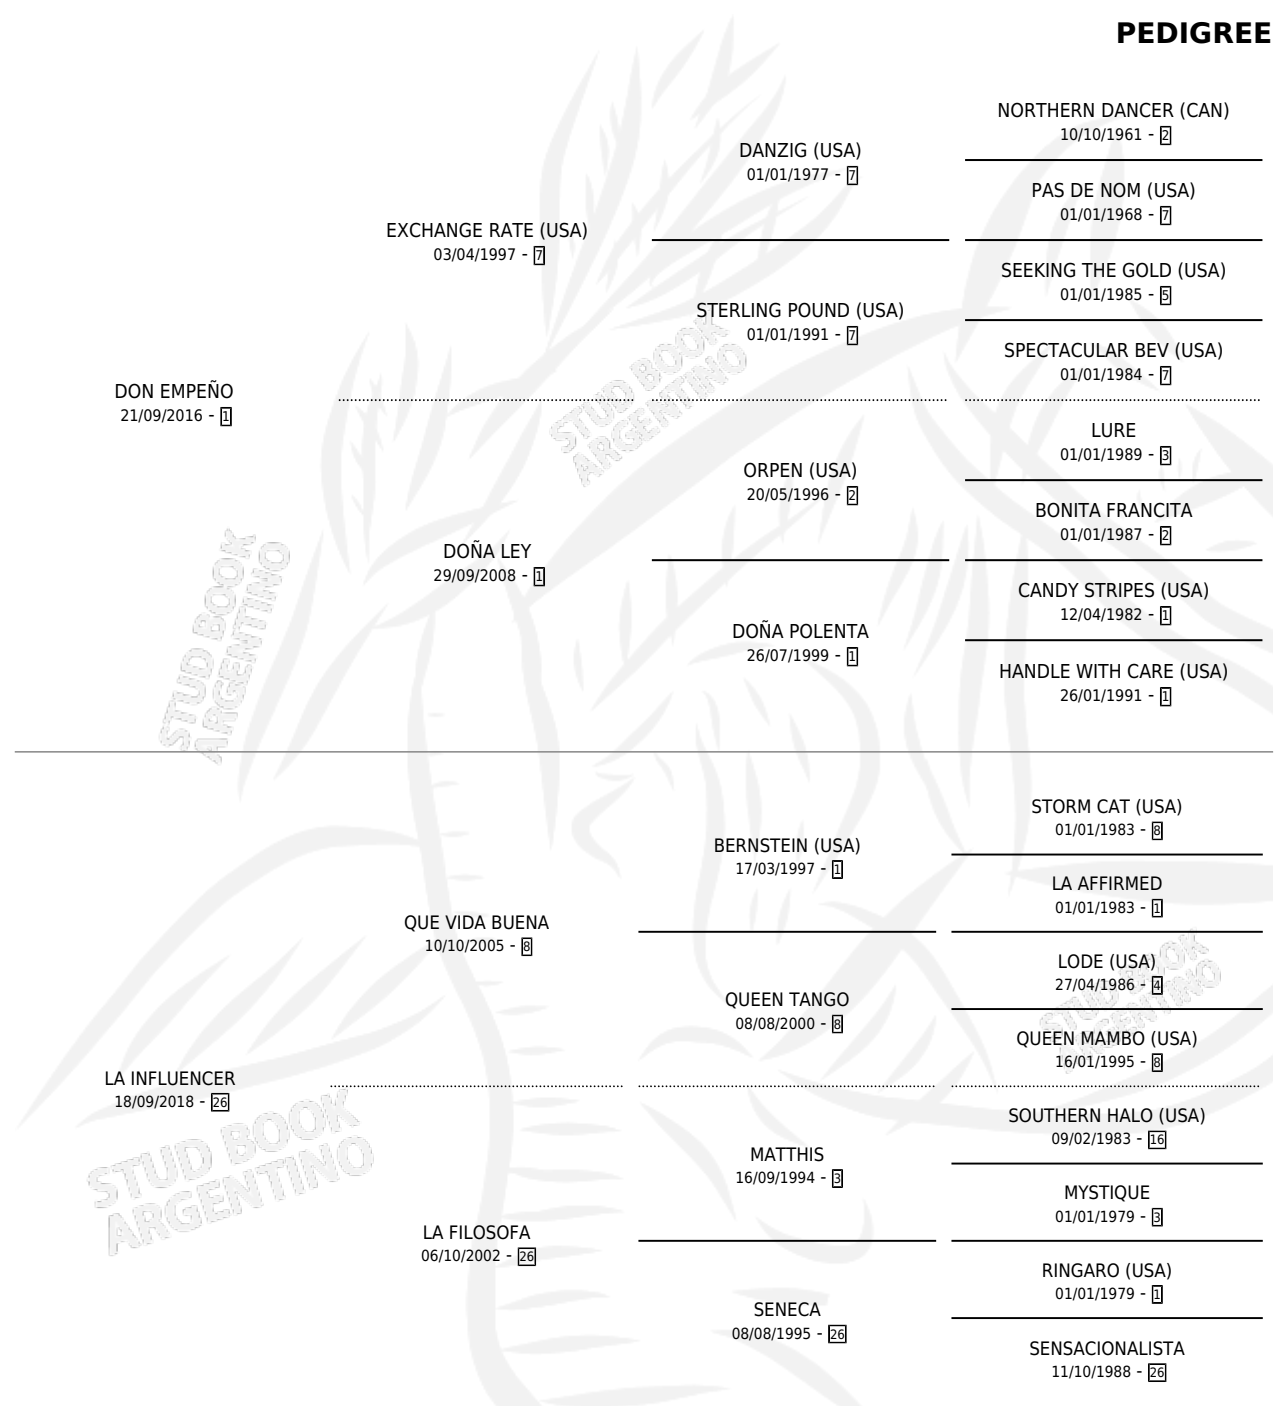 PEDIGREE
NORTHERN DANCER (CAN)
10/10/1961 - 2
DANZIG (USA)
01/01/1977 - 7
PAS DE NOM (USA)
01/01/1968 - 7
EXCHANGE RATE (USA)
03/04/1997 - 7
SEEKING THE GOLD (USA)
01/01/1985 - 5
STERLING POUND (USA)
01/01/1991 - 7
SPECTACULAR BEV (USA)
01/01/1984 - 7
DON EMPEÑO
21/09/2016 - 1
LURE
01/01/1989 - 3
ORPEN (USA)
20/05/1996 - 2
BONITA FRANCITA
01/01/1987 - 2
DOÑA LEY
29/09/2008 - 1
CANDY STRIPES (USA)
12/04/1982 - 1
DOÑA POLENTA
26/07/1999 - 1
HANDLE WITH CARE (USA)
26/01/1991 - 1
STORM CAT (USA)
01/01/1983 - 8
BERNSTEIN (USA)
17/03/1997 - 1
LA AFFIRMED
01/01/1983 - 1
QUE VIDA BUENA
10/10/2005 - 8
LODE (USA)
27/04/1986 - 4
QUEEN TANGO
08/08/2000 - 8
QUEEN MAMBO (USA)
16/01/1995 - 8
LA INFLUENCER
18/09/2018 - 26
SOUTHERN HALO (USA)
09/02/1983 - 16
MATTHIS
16/09/1994 - 3
MYSTIQUE
01/01/1979 - 3
LA FILOSOFA
06/10/2002 - 26
RINGARO (USA)
01/01/1979 - 1
SENECA
08/08/1995 - 26
SENSACIONALISTA
11/10/1988 - 26
STUD BOOK
ARGENTINO
STUD BOOK
ARGENTINO
STUD BOOK
ARGENTINO
STUD BOOK
ARGENTINO